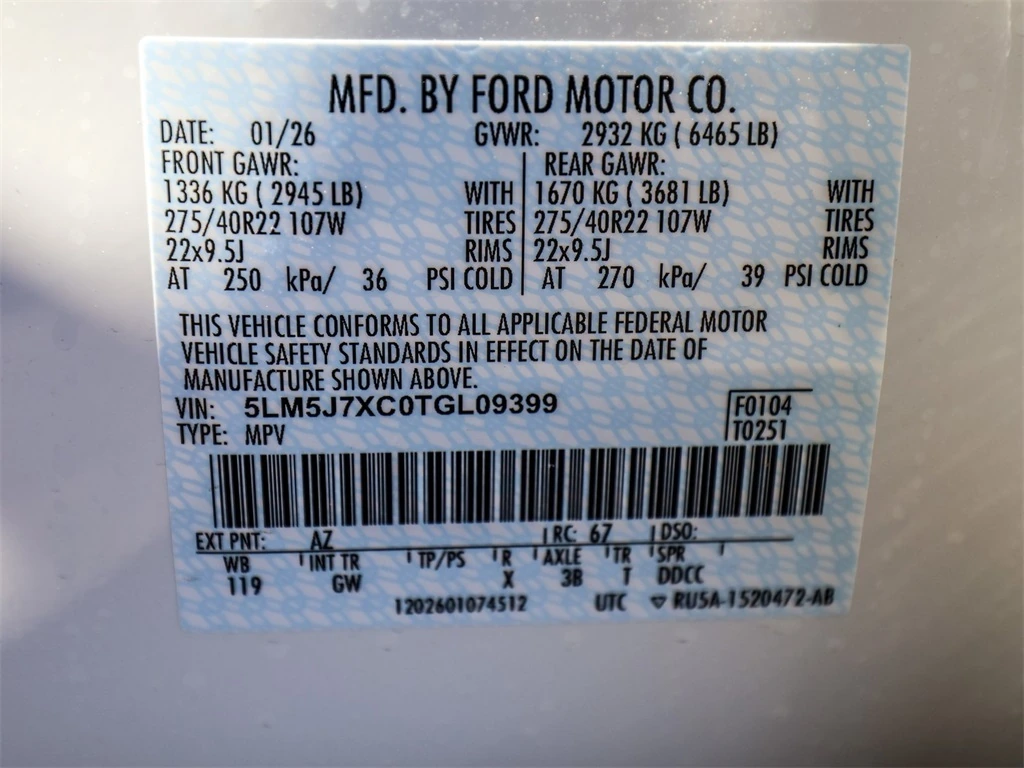 MFD. BY FORD MOTOR CO.
DATE: 01/26 GVWR: 2932 KG ( 6465 LB)
FRONT GAWR: REAR GAWR:
1336 KG ( 2945 LB) WITH 1670 KG ( 3681 LB) WITH
275/40R22 107W TIRES 275/40R22 107W TIRES
22x9.5J RIMS 22x9.5J RIMS
AT 250 kPa/ 36 PSI COLD AT 270 kPa/ 39 PSI COLD
THIS VEHICLE CONFORMS TO ALL APPLICABLE FEDERAL MOTOR
VEHICLE SAFETY STANDARDS IN EFFECT ON THE DATE OF
MANUFACTURE SHOWN ABOVE.
VIN: 5LM5J7XC0TGL09399 F0104
TYPE: MPV T0251
EXT PNT: AZ RC: 67 DSO:
WB INT TR TP/PS R AXLE TR SPR
119 GW X 3B T DDCC
1202601074512 UTC ▽ RU5A-1520472-AB